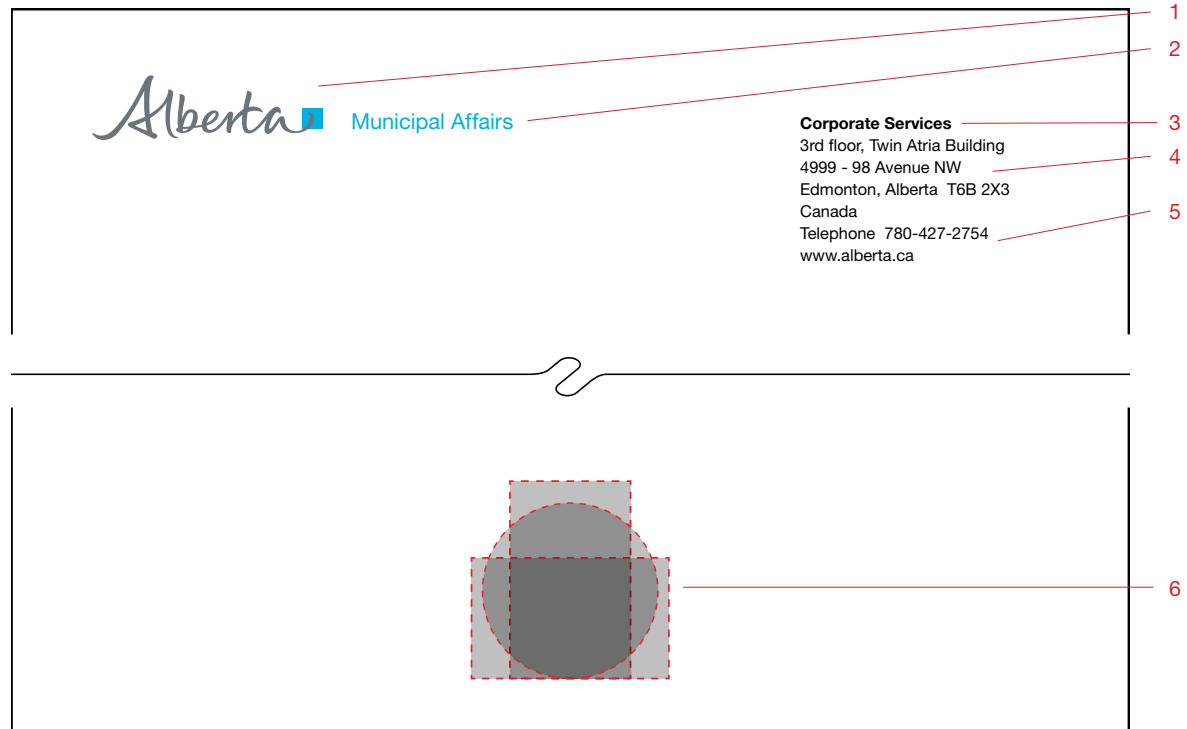 1
2
Alberta
Municipal Affairs
Corporate Services
3
3rd floor, Twin Atria Building
4999 - 98 Avenue NW
4
Edmonton, Alberta  T6B 2X3
Canada
5
Telephone  780-427-2754
www.alberta.ca
6